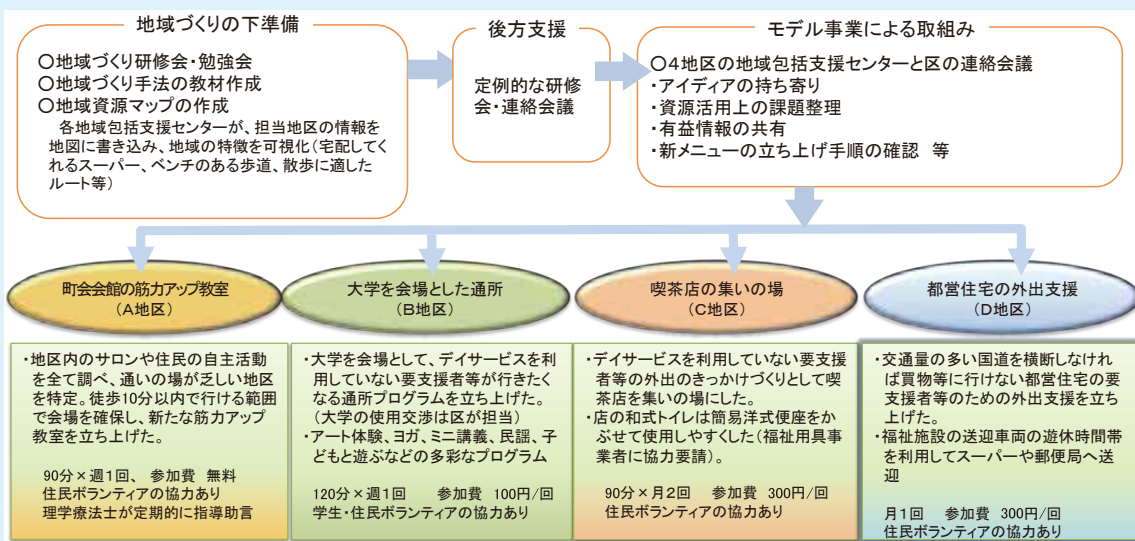 地域づくりの下準備
〇地域づくり研修会・勉強会
〇地域づくり手法の教材作成
〇地域資源マップの作成
各地域包括支援センターが、担当地区の情報を
地図に書き込み、地域の特徴を可視化(宅配してく
れるスーパー、ベンチのある歩道、散歩に適した
ルート等)
後方支援
定例的な研修
会・連絡会議
モデル事業による取組み
〇4地区の地域包括支援センターと区の連絡会議
・アイディアの持ち寄り
・資源活用上の課題整理
・有益情報の共有
・新メニューの立ち上げ手順の確認 等
町会会館の筋力アップ教室
(A地区)
・地区内のサロンや住民の自主活動
を全て調べ、通いの場が乏しい地区
を特定。徒歩10分以内で行ける範囲
で会場を確保し、新たな筋力アップ
教室を立ち上げた。
90分×週1回、 参加費 無料
住民ボランティアの協力あり
理学療法士が定期的に指導助言
大学を会場とした通所
(B地区)
・大学を会場として、デイサービスを利
用していない要支援者等が行きたく
なる通所プログラムを立ち上げた。
(大学の使用交渉は区が担当)
・アート体験、ヨガ、ミニ講義、民謡、子
どもと遊ぶなどの多彩なプログラム
120分×週1回 参加費 100円/回
学生・住民ボランティアの協力あり
喫茶店の集いの場
(C地区)
・デイサービスを利用していない要支援
者等の外出のきっかけづくりとして喫
茶店を集いの場にした。
・店の和式トイレは簡易洋式便座をか
ぶせて使用しやすくした(福祉用具事
業者に協力要請)。
90分×月2回 参加費 300円/回
住民ボランティアの協力あり
都営住宅の外出支援
(D地区)
・交通量の多い国道を横断しなけれ
ば買物等に行けない都営住宅の要
支援者等のための外出支援を立ち
上げた。
・福祉施設の送迎車両の遊休時間帯
を利用してスーパーや郵便局へ送
迎
月1回 参加費 300円/回
住民ボランティアの協力あり